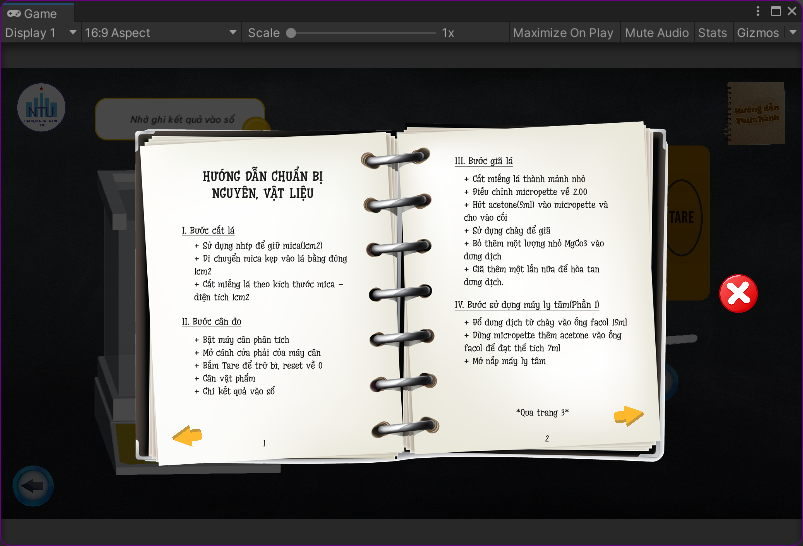 Game
Display 1
16:9 Aspect
Scale
1x
Maximize On Play
Mute Audio
Stats
Gizmos
NTU
Nhớ ghi kết quả vào sổ
Hướng dẫn
Thực hành
TARE
HƯỚNG DẪN CHUẨN BỊ
NGUYÊN, VẬT LIỆU
I. Bước cắt lá
+ Sử dụng nhíp để giữ mica(1cm2)
+ Di chuyển mica kẹp vào lá bằng đúng
1cm2
+ Cắt miếng lá theo kích thước mica -
diện tích 1cm2
II. Bước cân đo
+ Bật máy cân phân tích
+ Mở cánh cửa phải của máy cân
+ Bấm Tare để trừ bì, reset về 0
+ Cân vật phẩm
+ Ghi kết quả vào sổ
1
III. Bước giã lá
+ Cắt miếng lá thành mảnh nhỏ
+ Điều chỉnh micropette về 2.00
+ Hút acetone(5ml) vào micropette và
cho vào cối
+ Sử dụng chày để giã
+ Bỏ thêm một lượng nhỏ MgCo3 vào
dung dịch
+ Giã thêm một lần nữa để hòa tan
dung dịch.
IV. Bước sử dụng máy ly tâm(Phần 1)
+ Đổ dung dịch từ chày vào ống facol 15ml
+ Dùng micropette thêm acetone vào ống
facol để đạt thể tích 7ml
+ Mở nắp máy ly tâm
*Qua trang 3*
2